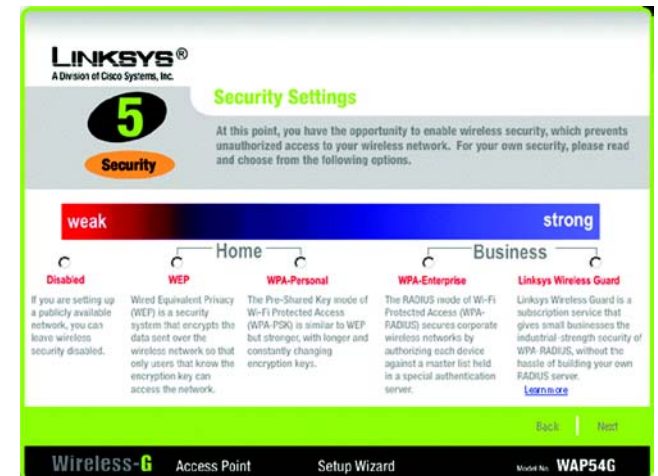 LINKSYS®
A Division of Cisco Systems, Inc.
5
Security
Security Settings
At this point, you have the opportunity to enable wireless security, which prevents
unauthorized access to your wireless network. For your own security, please read
and choose from the following options.
weak
strong
Home
Business
Disabled
If you are setting up
a publicly available
network, you can
leave wireless
security disabled.
WEP
Wired Equivalent Privacy
(WEP) is a security
system that encrypts the
data sent over the
wireless network so that
only users that know the
encryption key can
access the network.
WPA-Personal
The Pre-Shared Key mode of
Wi-Fi Protected Access
(WPA-PSK) is similar to WEP
but stronger, with longer and
constantly changing
encryption keys.
WPA-Enterprise
The RADIUS mode of Wi-Fi
Protected Access (WPA-
RADIUS) secures corporate
wireless networks by
authorizing each device
against a master list held
in a special authentication
server.
Linksys Wireless Guard
Linksys Wireless Guard is a
subscription service that
gives small businesses the
industrial-strength security of
WPA-RADIUS, without the
hassle of building your own
RADIUS server.
Learn more
Back
Next
Wireless-G
Access Point
Setup Wizard
Model No. WAP54G